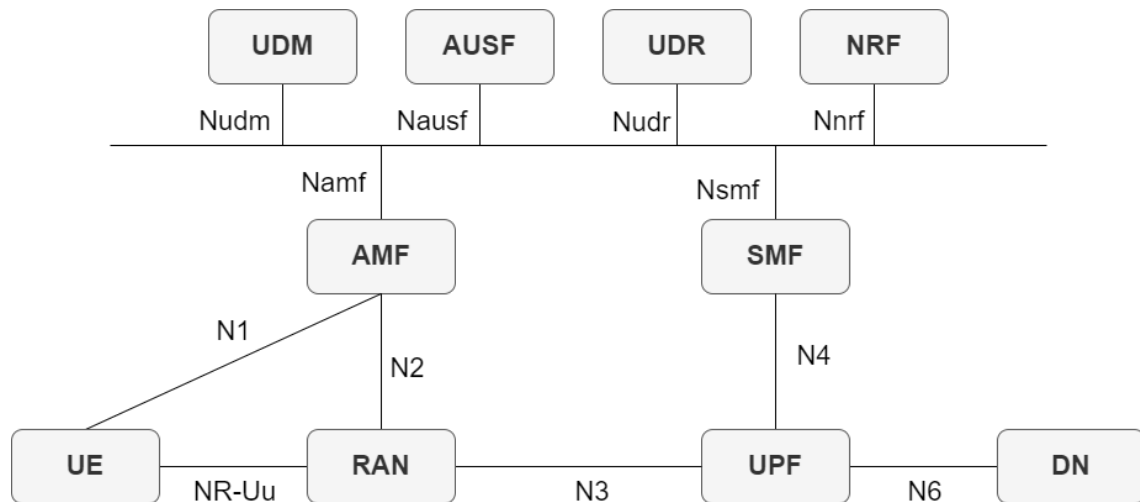 UDM
AUSF
UDR
NRF
Nudm
Nausf
Nudr
Nnrf
Namf
Nsmf
AMF
SMF
N1
N2
N4
UE
RAN
UPF
DN
NR-Uu
N3
N6